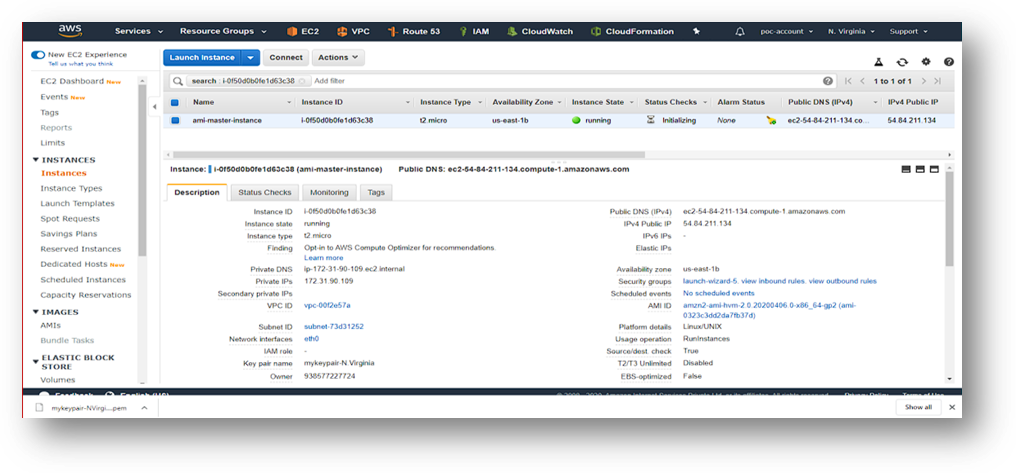 aws Services Resource Groups EC2 VPC Route 53 IAM CloudWatch CloudFormation poc-account N. Virginia Support
New EC2 Experience
Tell us what you think
EC2 Dashboard New
Events New
Tags
Reports
Limits
INSTANCES
Instances
Instance Types
Launch Templates
Spot Requests
Savings Plans
Reserved Instances
Dedicated Hosts New
Scheduled Instances
Capacity Reservations
IMAGES
AMIs
Bundle Tasks
ELASTIC BLOCK
STORE
Volumes
Launch Instance Connect Actions
search : i-0f50d0b0fe1d63c38 Add filter 1 to 1 of 1
Name Instance ID Instance Type Availability Zone Instance State Status Checks Alarm Status Public DNS (IPv4) IPv4 Public IP
ami-master-instance i-0f50d0b0fe1d63c38 t2.micro us-east-1b running Initializing None ec2-54-84-211-134.co... 54.84.211.134
Instance: i-0f50d0b0fe1d63c38 (ami-master-instance) Public DNS: ec2-54-84-211-134.compute-1.amazonaws.com
Description Status Checks Monitoring Tags
Instance ID i-0f50d0b0fe1d63c38
Instance state running
Instance type t2.micro
Finding Opt-in to AWS Compute Optimizer for recommendations.
Learn more
Private DNS ip-172-31-90-109.ec2.internal
Private IPs 172.31.90.109
Secondary private IPs
VPC ID vpc-00f2e57a
Subnet ID subnet-73d31252
Network interfaces eth0
IAM role -
Key pair name mykeypair-N.Virginia
Owner 938577227724
Public DNS (IPv4) ec2-54-84-211-134.compute-1.amazonaws.com
IPv4 Public IP 54.84.211.134
IPv6 IPs -
Elastic IPs
Availability zone us-east-1b
Security groups launch-wizard-5. view inbound rules. view outbound rules
Scheduled events No scheduled events
AMI ID amzn2-ami-hvm-2.0.20200406.0-x86_64-gp2 (ami-
0323c3dd2da7fb37d)
Platform details Linux/UNIX
Usage operation RunInstances
Source/dest. check True
T2/T3 Unlimited Disabled
EBS-optimized False
Feedback English (US) Privacy Policy Terms of Use
mykeypair-NVirgi....pem Show all